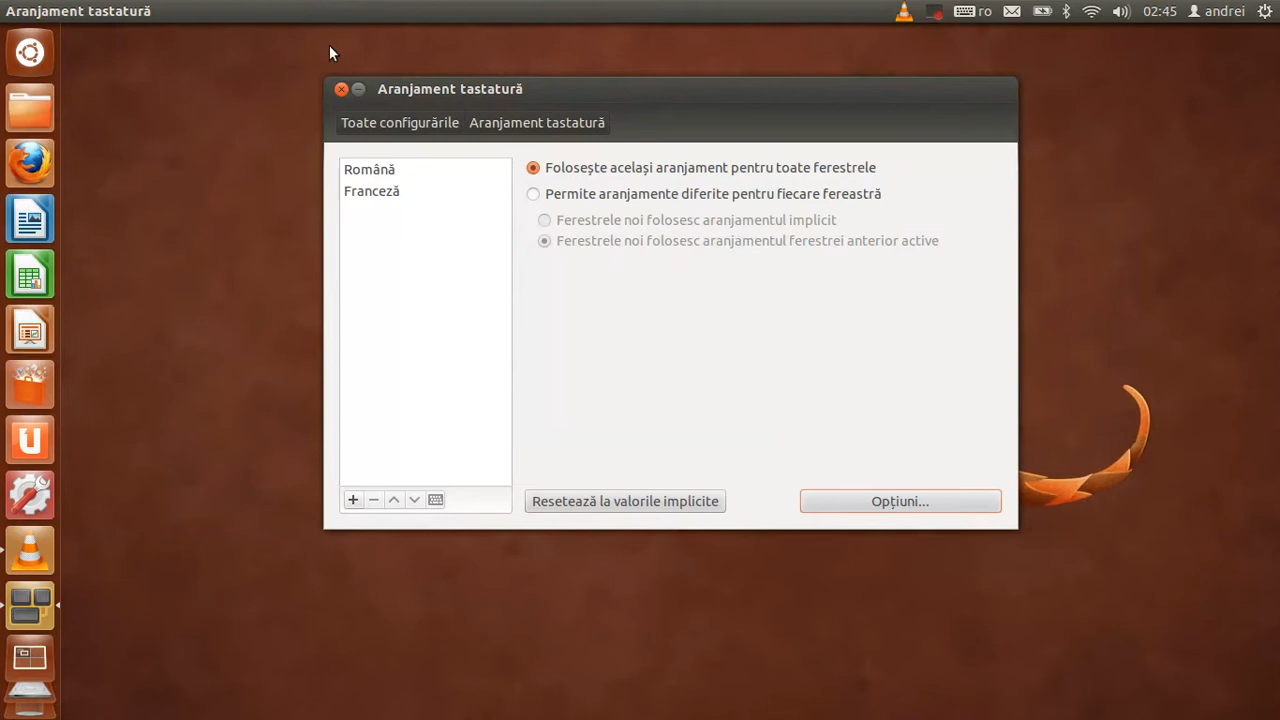 Aranjament tastatură
ro
02:45
andrei
Aranjament tastatură
Toate configurările
Aranjament tastatură
Română
Franceză
Folosește același aranjament pentru toate ferestrele
Permite aranjamente diferite pentru fiecare fereastră
Ferestrele noi folosesc aranjamentul implicit
Ferestrele noi folosesc aranjamentul ferestrei anterior active
Resetează la valorile implicite
Opțiuni...